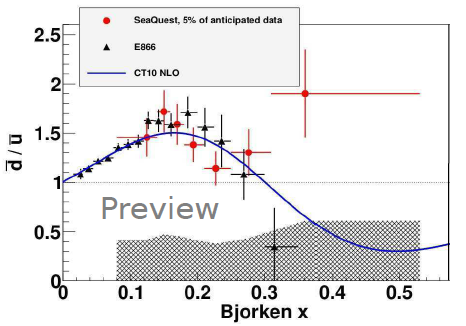 SeaQuest, 5% of anticipated data
E866
CT10 NLO
2.5
2
1.5
1
0.5
0
d̅ / u̅
Preview
0 0.1 0.2 0.3 0.4 0.5
Bjorken x